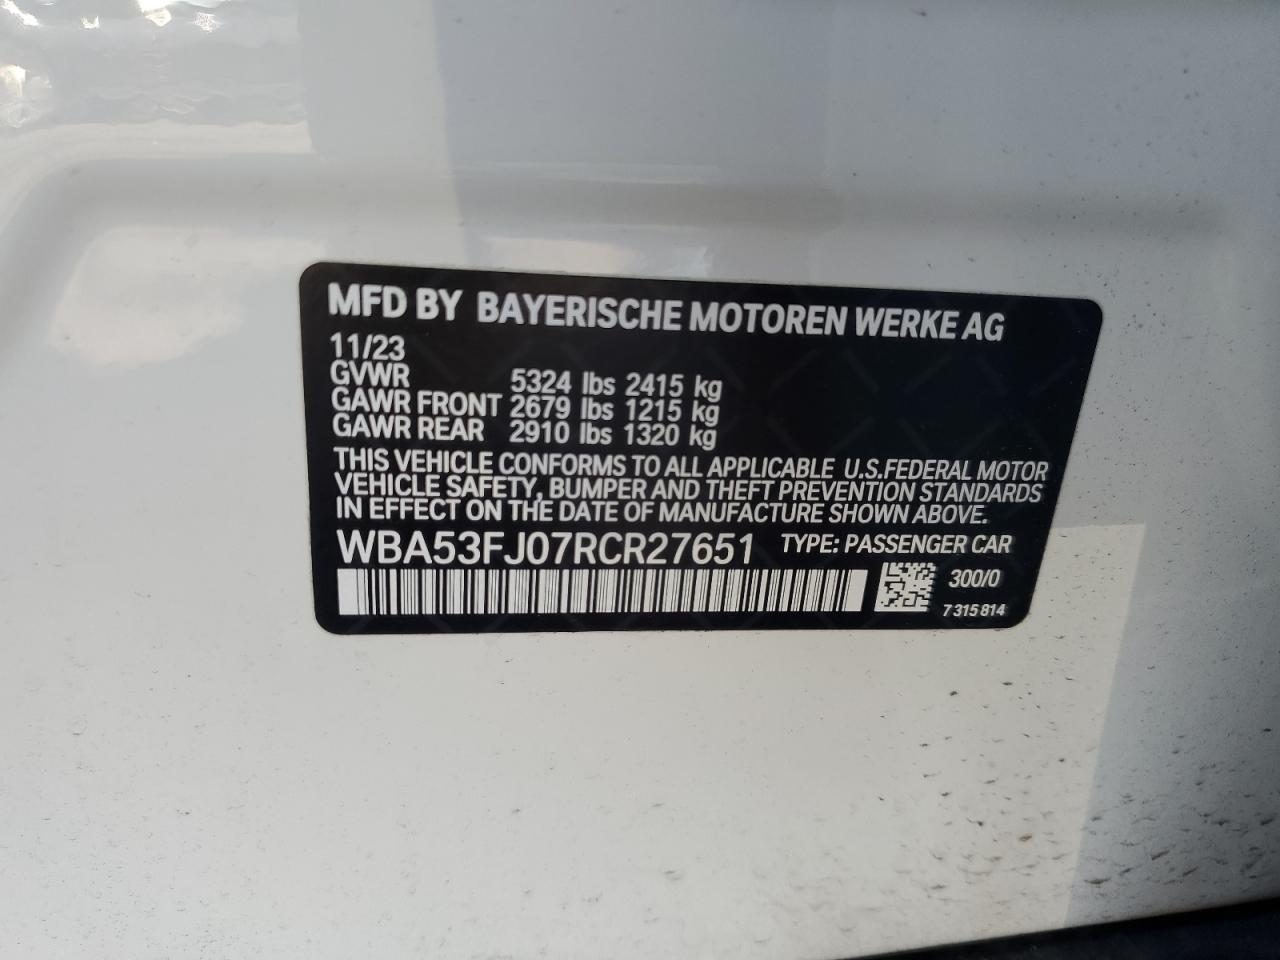 MFD BY BAYERISCHE MOTOREN WERKE AG
11/23
GVWR 5324 lbs 2415 kg
GAWR FRONT 2679 lbs 1215 kg
GAWR REAR 2910 lbs 1320 kg
THIS VEHICLE CONFORMS TO ALL APPLICABLE U.S.FEDERAL MOTOR
VEHICLE SAFETY, BUMPER AND THEFT PREVENTION STANDARDS
IN EFFECT ON THE DATE OF MANUFACTURE SHOWN ABOVE.
WBA53FJ07RCR27651 TYPE: PASSENGER CAR
300/0
7 315 814